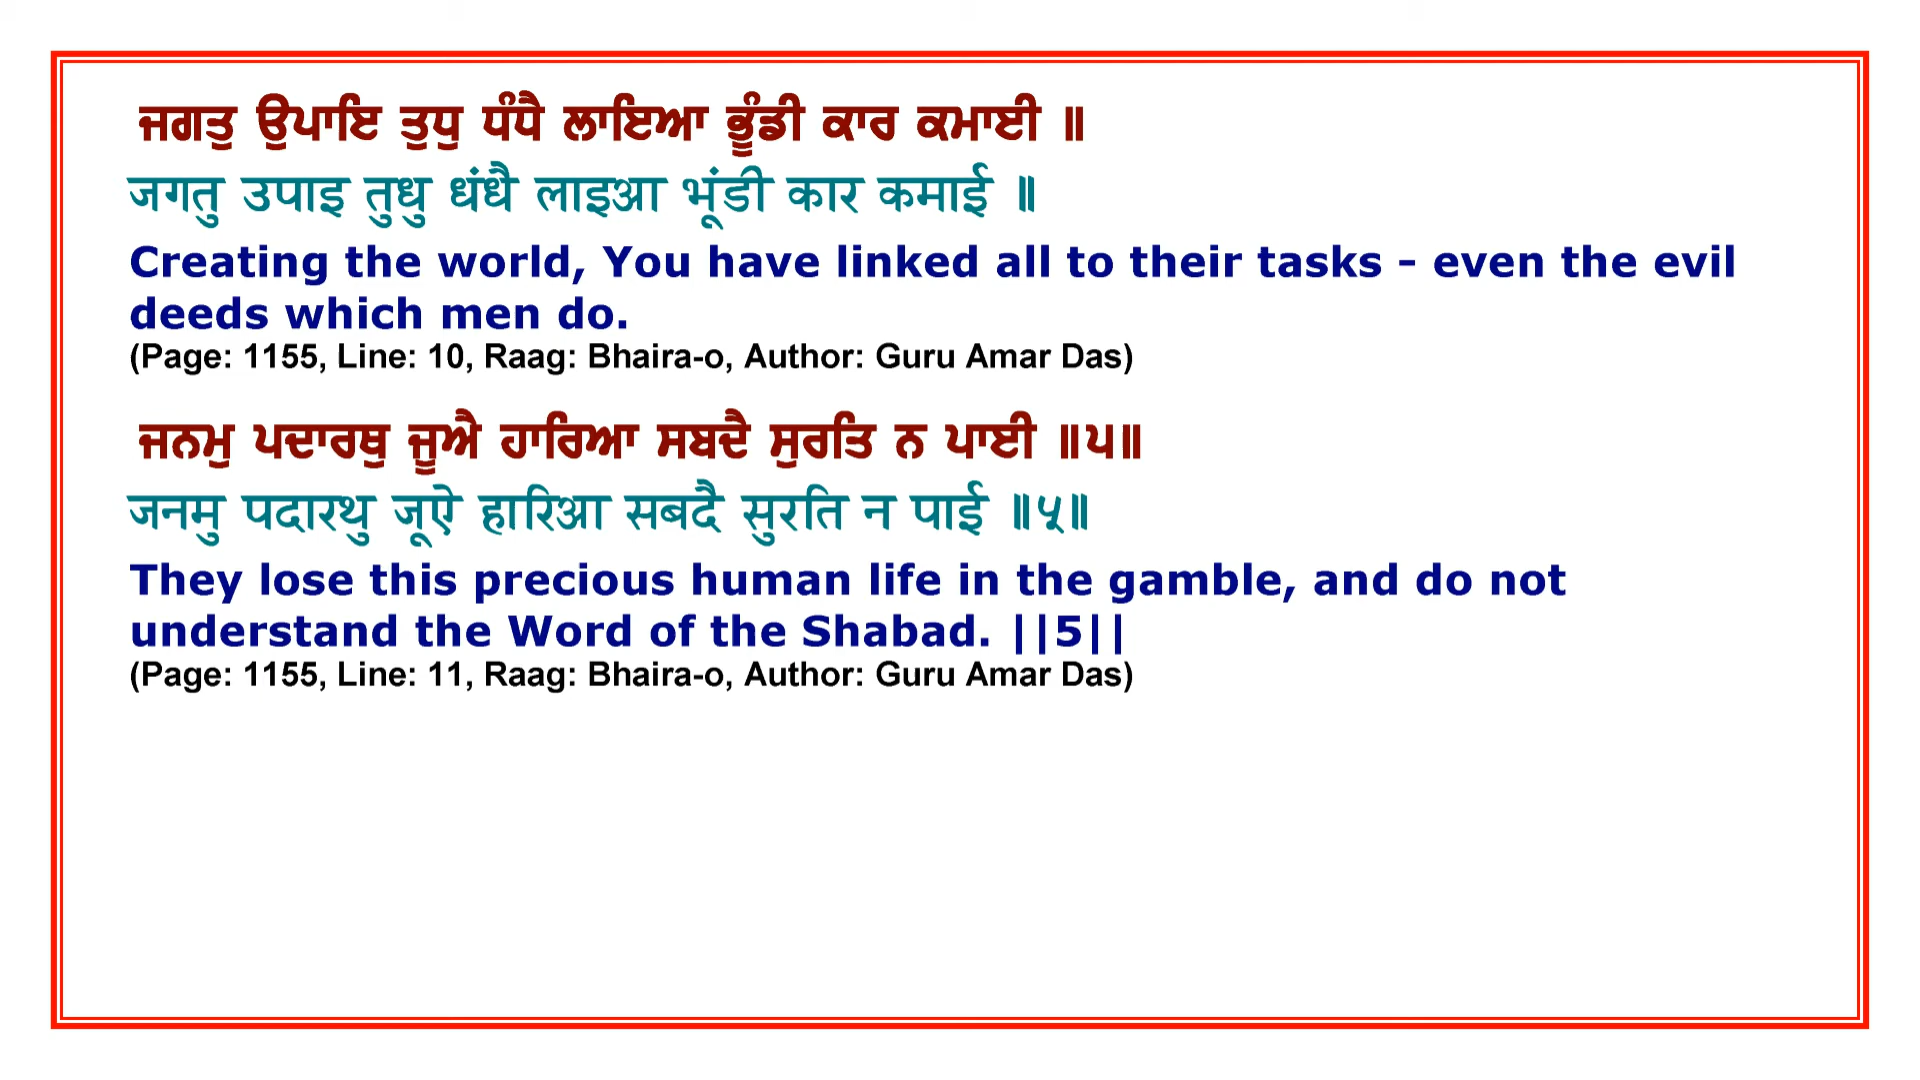 ਜਗਤੁ ਉਪਾਇ ਤੁਧੁ ਧੰਧੈ ਲਾਇਆ ਭੂੰਡੀ ਕਾਰ ਕਮਾਈ ॥
जगतु उपाइ तुधु धंधै लाइआ भूंडी कार कमाई ॥
Creating the world, You have linked all to their tasks - even the evil
deeds which men do.
(Page: 1155, Line: 10, Raag: Bhaira-o, Author: Guru Amar Das)
ਜਨਮੁ ਪਦਾਰਥੁ ਜੂਐ ਹਾਰਿਆ ਸਬਦੈ ਸੁਰਤਿ ਨ ਪਾਈ ॥੫॥
जनमु पदारथु जूऐ हारिआ सबदै सुरति न पाई ॥५॥
They lose this precious human life in the gamble, and do not
understand the Word of the Shabad. ||5||
(Page: 1155, Line: 11, Raag: Bhaira-o, Author: Guru Amar Das)